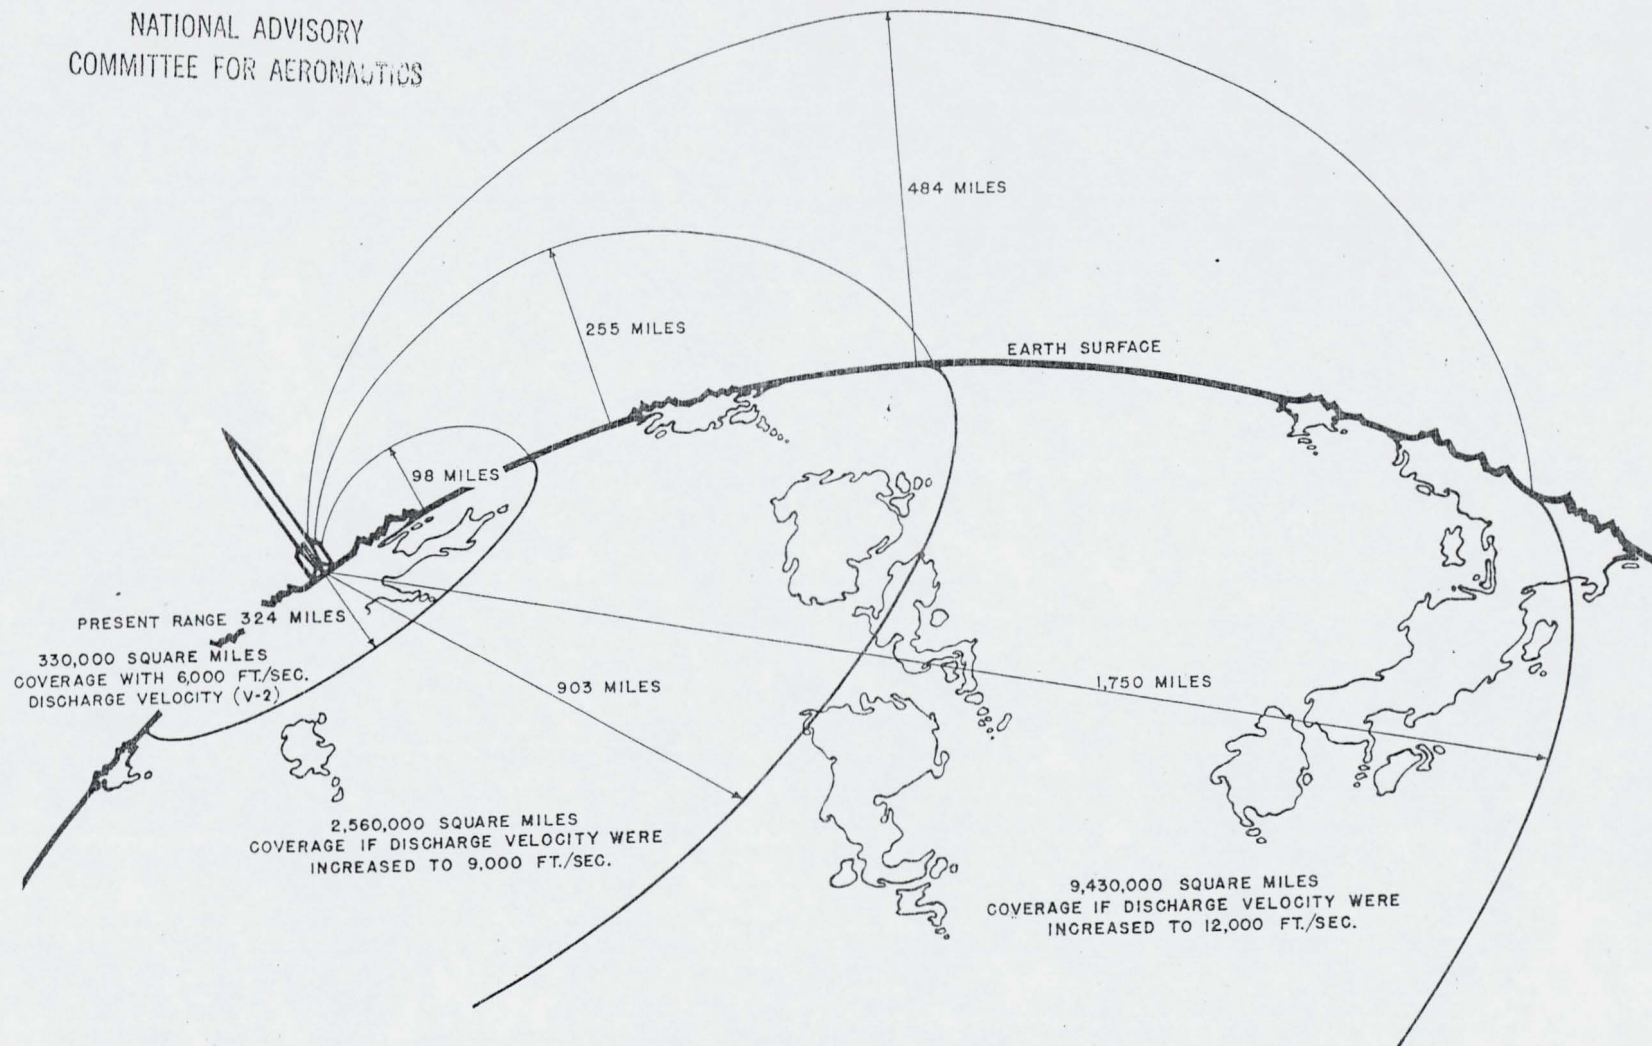 NATIONAL ADVISORY
COMMITTEE FOR AERONAUTICS
484 MILES
255 MILES
EARTH SURFACE
98 MILES
PRESENT RANGE 324 MILES
330,000 SQUARE MILES
COVERAGE WITH 6,000 FT./SEC.
DISCHARGE VELOCITY (V-2)
903 MILES
1,750 MILES
2,560,000 SQUARE MILES
COVERAGE IF DISCHARGE VELOCITY WERE
INCREASED TO 9,000 FT./SEC.
9,430,000 SQUARE MILES
COVERAGE IF DISCHARGE VELOCITY WERE
INCREASED TO 12,000 FT./SEC.